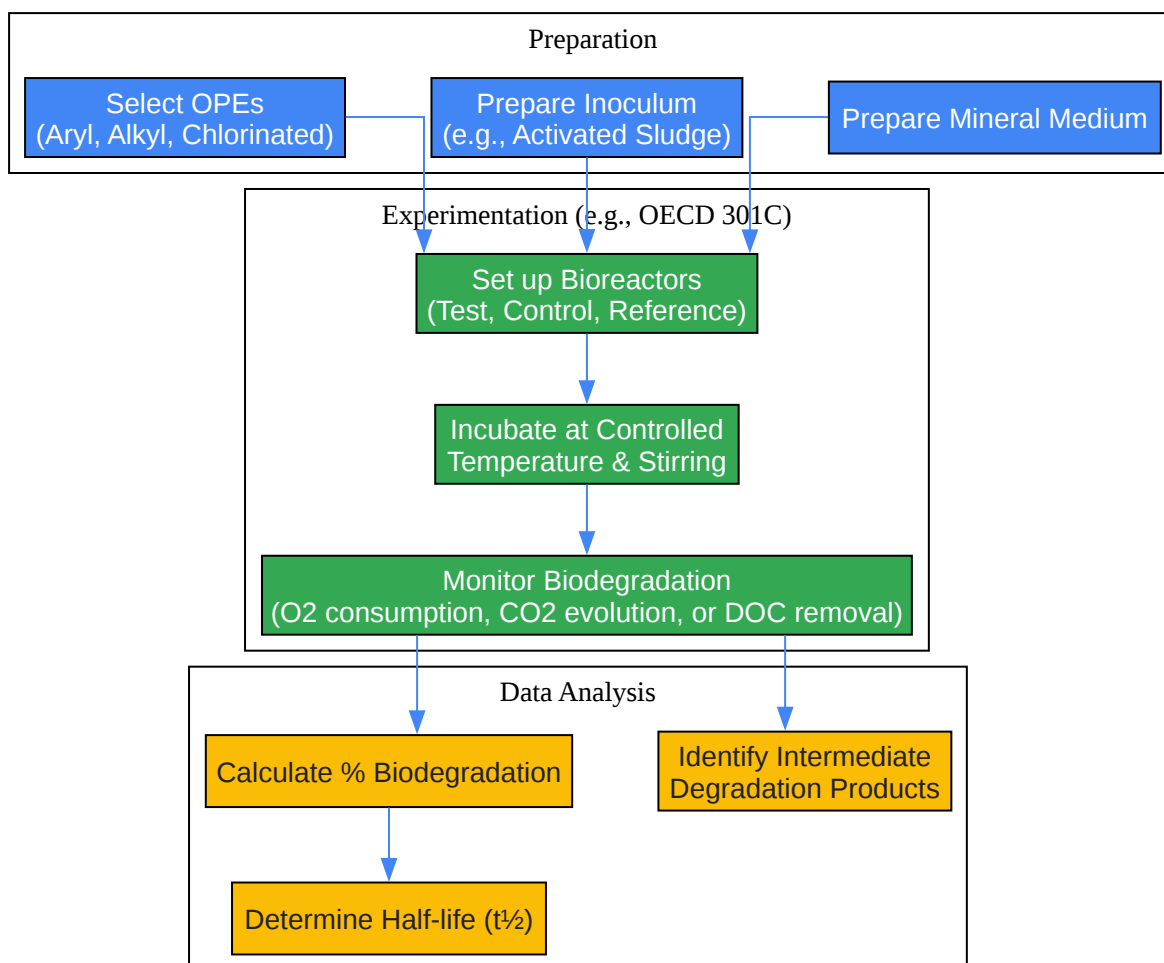 Preparation
Select OPEs
(Aryl, Alkyl, Chlorinated)
Prepare Inoculum
(e.g., Activated Sludge)
Prepare Mineral Medium
Experimentation (e.g., OECD 301C)
Set up Bioreactors
(Test, Control, Reference)
Incubate at Controlled
Temperature & Stirring
Monitor Biodegradation
(O2 consumption, CO2 evolution, or DOC removal)
Data Analysis
Calculate % Biodegradation
Identify Intermediate
Degradation Products
Determine Half-life (t½)